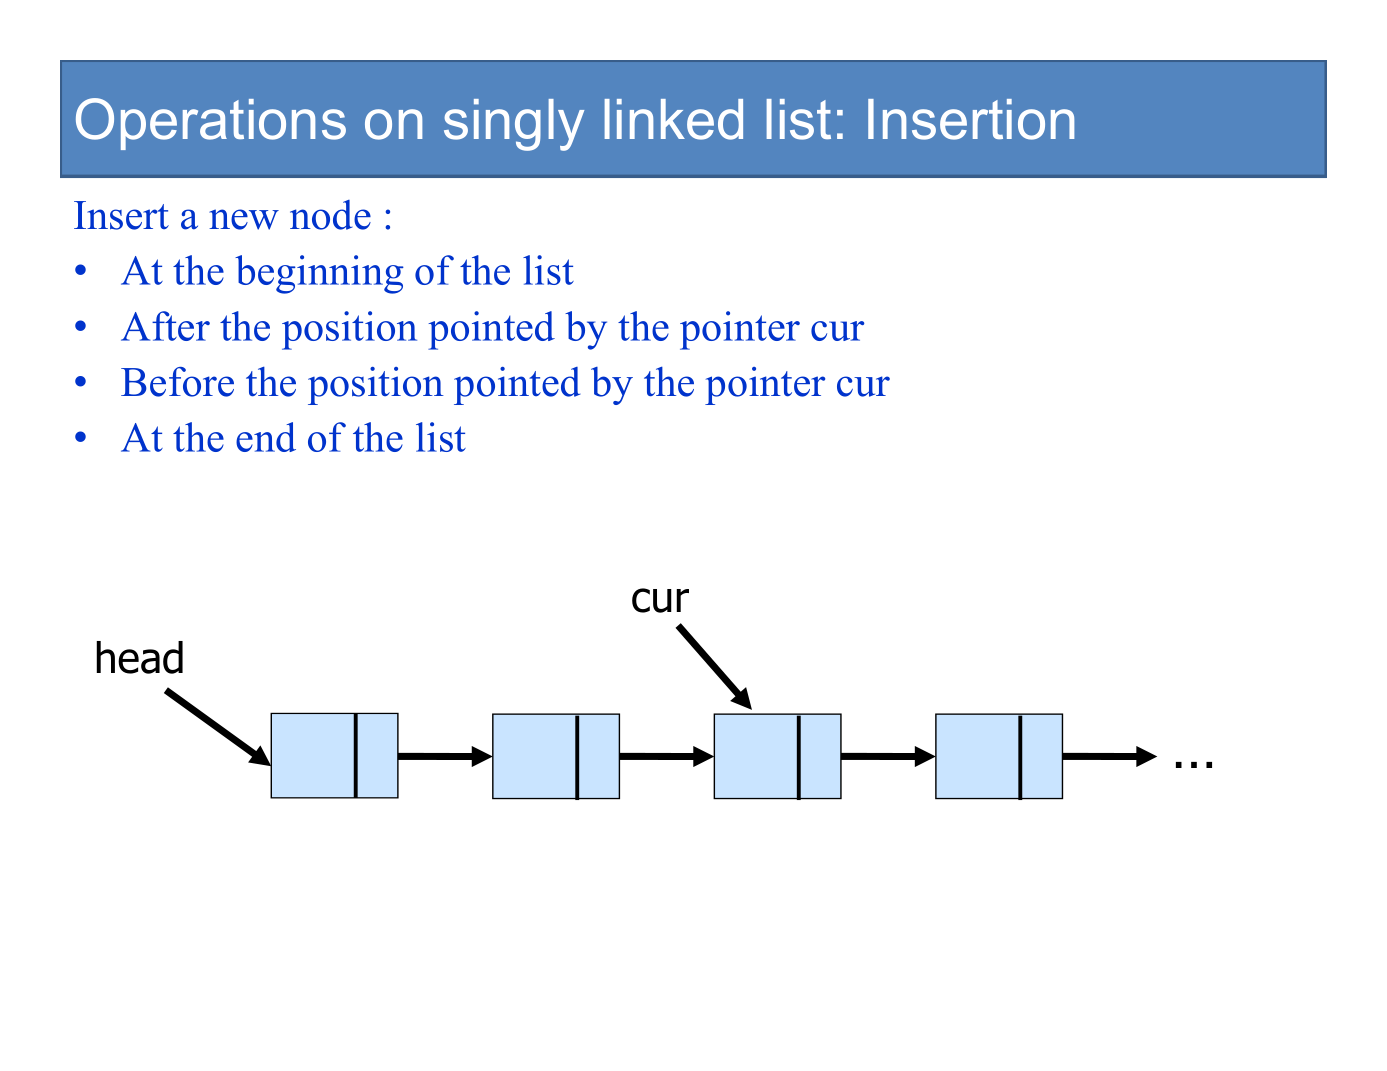 Operations on singly linked list: Insertion
Insert a new node :
• At the beginning of the list
• After the position pointed by the pointer cur
• Before the position pointed by the pointer cur
• At the end of the list
cur
head
...